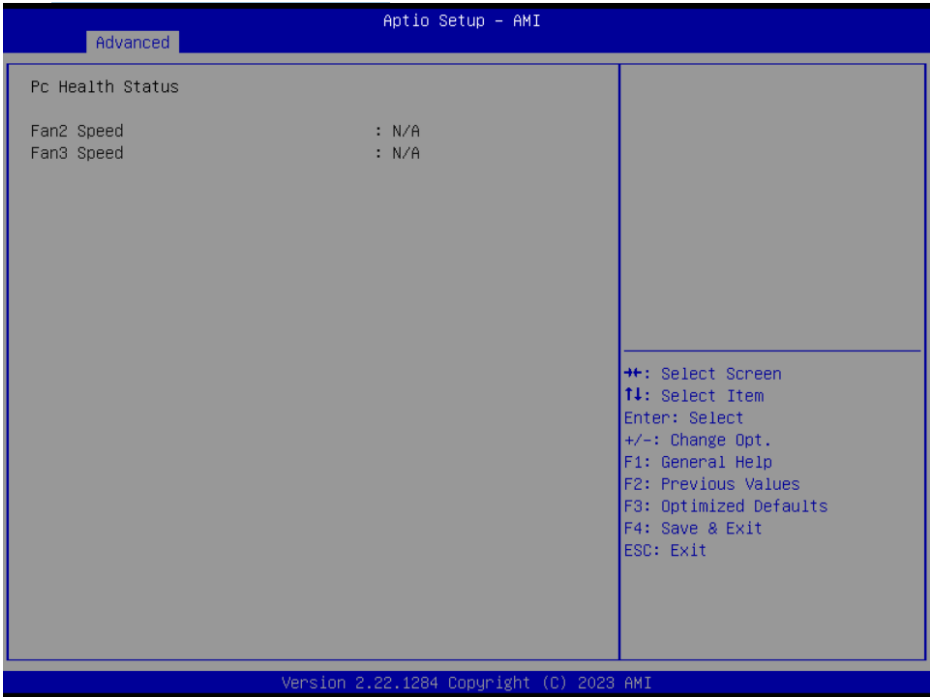 Aptio Setup - AMI
Advanced
Pc Health Status
Fan2 Speed : N/A
Fan3 Speed : N/A
→←: Select Screen
↑↓: Select Item
Enter: Select
+/-: Change Opt.
F1: General Help
F2: Previous Values
F3: Optimized Defaults
F4: Save & Exit
ESC: Exit
Version 2.22.1284 Copyright (C) 2023 AMI